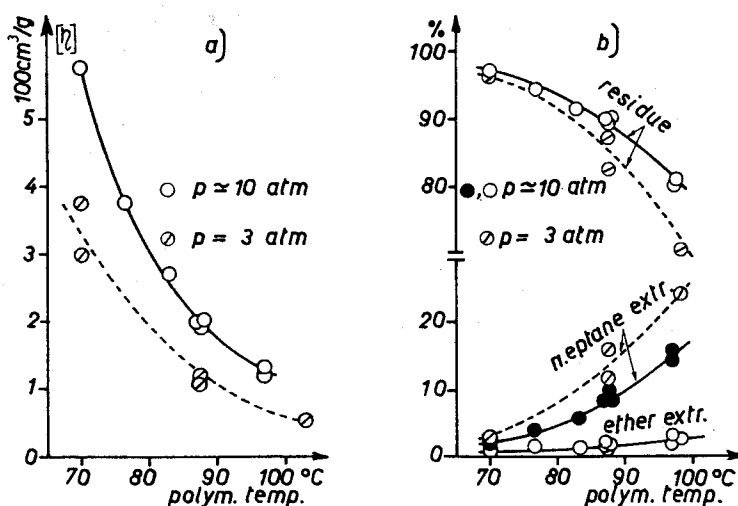 [η]
100cm³/g
a)
5
4
3
2
1
0
○ p ≃ 10 atm
⊘ p = 3 atm
70 80 90 100 °C
polym. temp.
%
b)
100
90
80
20
10
0
residue
●,○ p ≃ 10 atm
⊘ p = 3 atm
n.eptane extr.
ether extr.
70 80 90 100 °C
polym. temp.